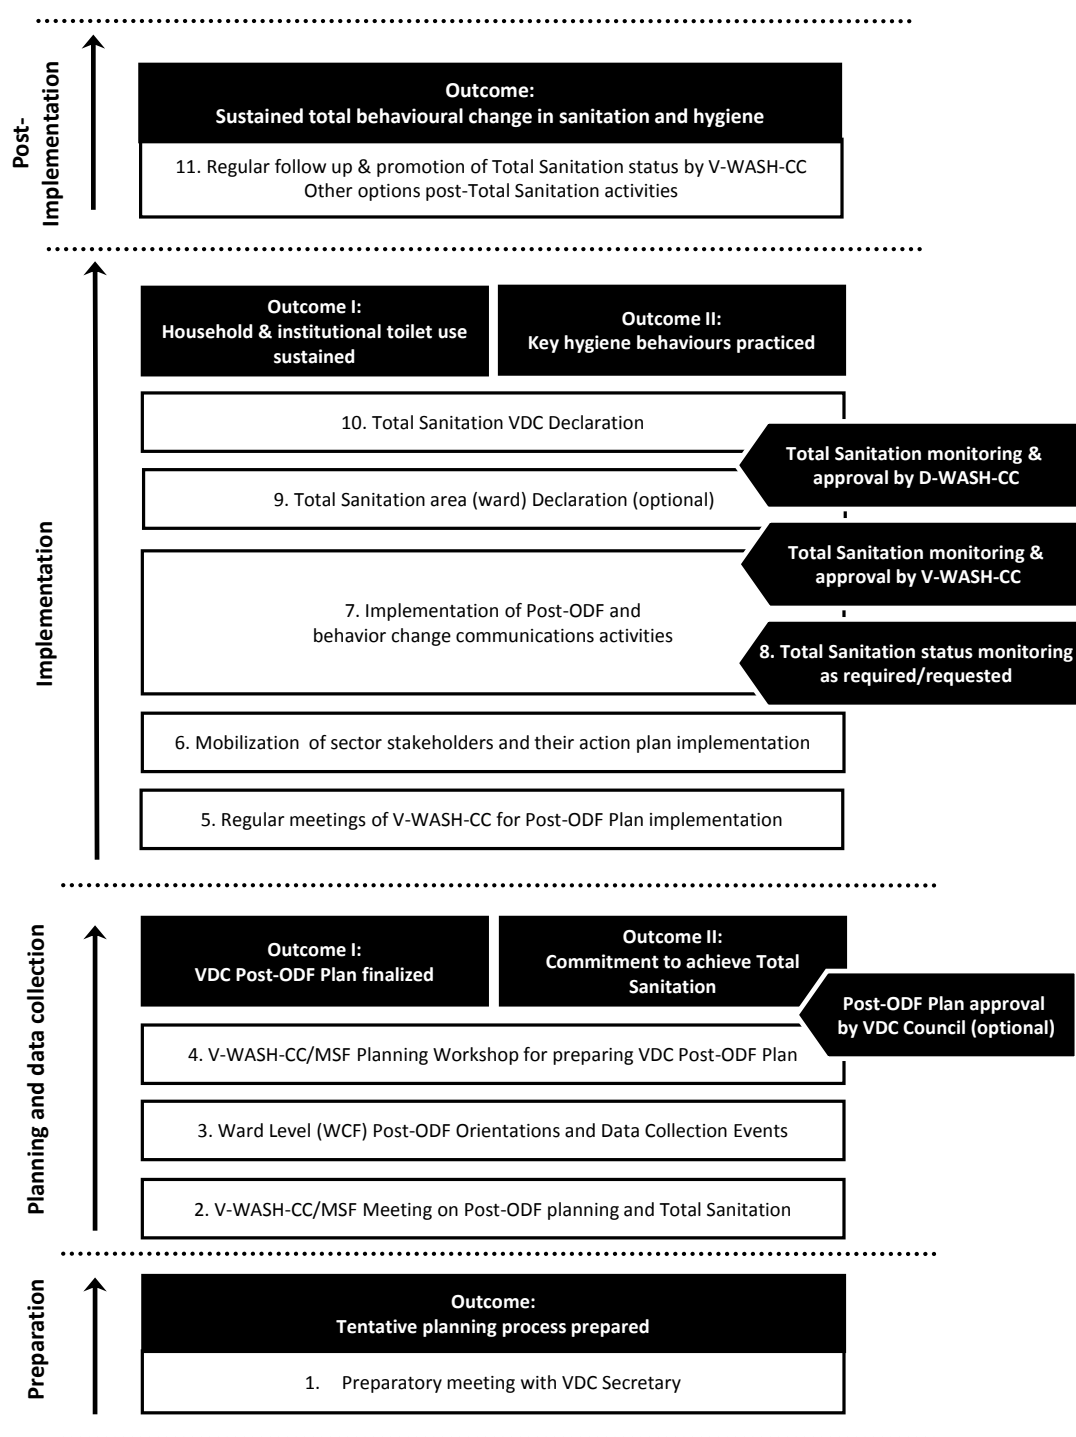 Post-
Implementation
Outcome:
Sustained total behavioural change in sanitation and hygiene
11. Regular follow up & promotion of Total Sanitation status by V-WASH-CC
Other options post-Total Sanitation activities
Implementation
Outcome I:
Household & institutional toilet use
sustained
Outcome II:
Key hygiene behaviours practiced
10. Total Sanitation VDC Declaration
Total Sanitation monitoring &
approval by D-WASH-CC
9. Total Sanitation area (ward) Declaration (optional)
Total Sanitation monitoring &
approval by V-WASH-CC
7. Implementation of Post-ODF and
behavior change communications activities
8. Total Sanitation status monitoring
as required/requested
6. Mobilization of sector stakeholders and their action plan implementation
5. Regular meetings of V-WASH-CC for Post-ODF Plan implementation
Planning and data collection
Outcome I:
VDC Post-ODF Plan finalized
Outcome II:
Commitment to achieve Total
Sanitation
Post-ODF Plan approval
by VDC Council (optional)
4. V-WASH-CC/MSF Planning Workshop for preparing VDC Post-ODF Plan
3. Ward Level (WCF) Post-ODF Orientations and Data Collection Events
2. V-WASH-CC/MSF Meeting on Post-ODF planning and Total Sanitation
Preparation
Outcome:
Tentative planning process prepared
1. Preparatory meeting with VDC Secretary